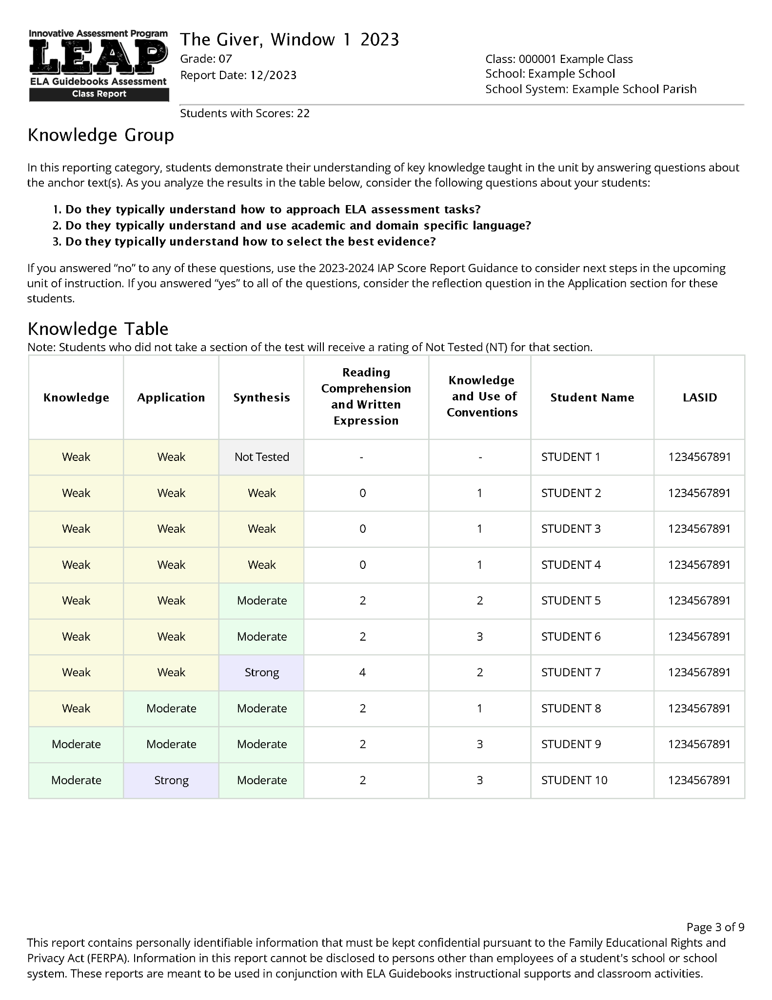 Innovative Assessment Program
LEAP
ELA Guidebooks Assessment
Class Report
The Giver, Window 1 2023
Grade: 07
Report Date: 12/2023
Class: 000001 Example Class
School: Example School
School System: Example School Parish
Students with Scores: 22
Knowledge Group
In this reporting category, students demonstrate their understanding of key knowledge taught in the unit by answering questions about
the anchor text(s). As you analyze the results in the table below, consider the following questions about your students:
1. Do they typically understand how to approach ELA assessment tasks?
2. Do they typically understand and use academic and domain specific language?
3. Do they typically understand how to select the best evidence?
If you answered “no” to any of these questions, use the 2023-2024 IAP Score Report Guidance to consider next steps in the upcoming
unit of instruction. If you answered “yes” to all of the questions, consider the reflection question in the Application section for these
students.
Knowledge Table
Note: Students who did not take a section of the test will receive a rating of Not Tested (NT) for that section.
Knowledge Application Synthesis Reading Comprehension and Written Expression Knowledge and Use of Conventions Student Name LASID
Weak Weak Not Tested - - STUDENT 1 1234567891
Weak Weak Weak 0 1 STUDENT 2 1234567891
Weak Weak Weak 0 1 STUDENT 3 1234567891
Weak Weak Weak 0 1 STUDENT 4 1234567891
Weak Weak Moderate 2 2 STUDENT 5 1234567891
Weak Weak Moderate 2 3 STUDENT 6 1234567891
Weak Weak Strong 4 2 STUDENT 7 1234567891
Weak Moderate Moderate 2 1 STUDENT 8 1234567891
Moderate Moderate Moderate 2 3 STUDENT 9 1234567891
Moderate Strong Moderate 2 3 STUDENT 10 1234567891
Page 3 of 9
This report contains personally identifiable information that must be kept confidential pursuant to the Family Educational Rights and
Privacy Act (FERPA). Information in this report cannot be disclosed to persons other than employees of a student's school or school
system. These reports are meant to be used in conjunction with ELA Guidebooks instructional supports and classroom activities.